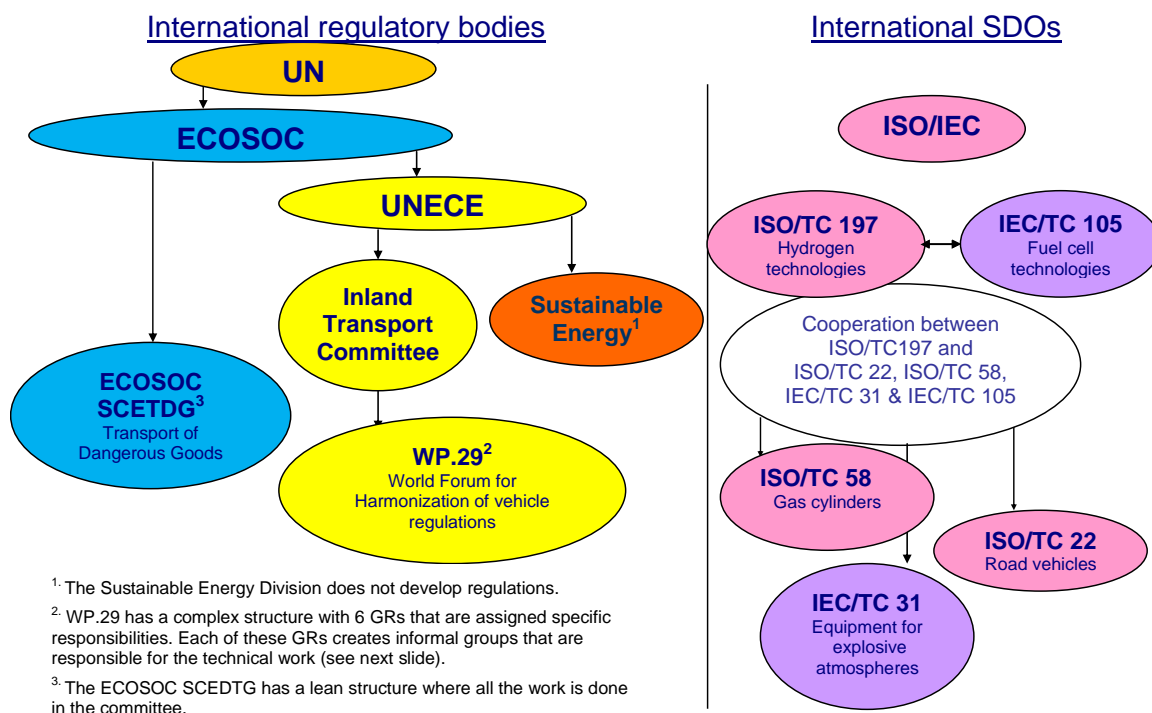 International regulatory bodies
UN
ECOSOC
UNECE
Inland
Transport
Committee
Sustainable
Energy1
ECOSOC
SCETDG3
Transport of
Dangerous Goods
WP.292
World Forum for
Harmonization of vehicle
regulations
1. The Sustainable Energy Division does not develop regulations.
2. WP.29 has a complex structure with 6 GRs that are assigned specific
responsibilities. Each of these GRs creates informal groups that are
responsible for the technical work (see next slide).
3. The ECOSOC SCEDTG has a lean structure where all the work is done
in the committee.
International SDOs
ISO/IEC
ISO/TC 197
Hydrogen
technologies
IEC/TC 105
Fuel cell
technologies
Cooperation between
ISO/TC197 and
ISO/TC 22, ISO/TC 58,
IEC/TC 31 & IEC/TC 105
ISO/TC 58
Gas cylinders
ISO/TC 22
Road vehicles
IEC/TC 31
Equipment for
explosive
atmospheres